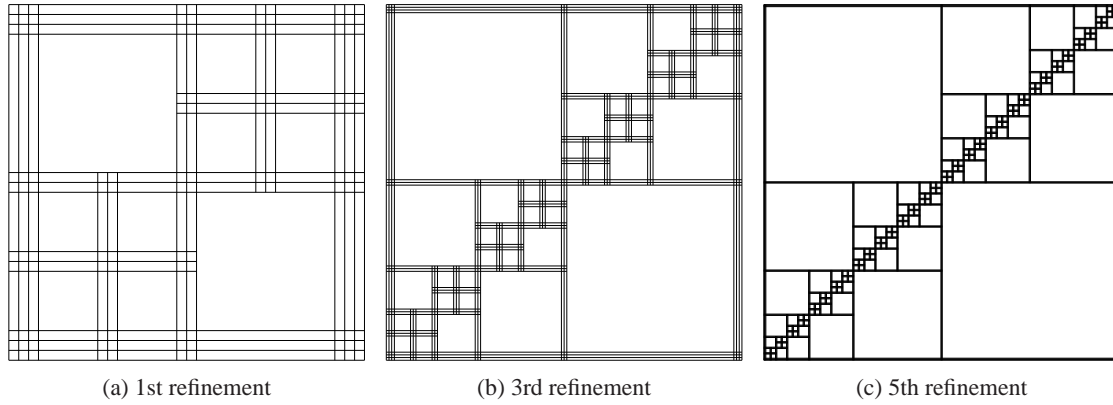 (a) 1st refinement
(b) 3rd refinement
(c) 5th refinement